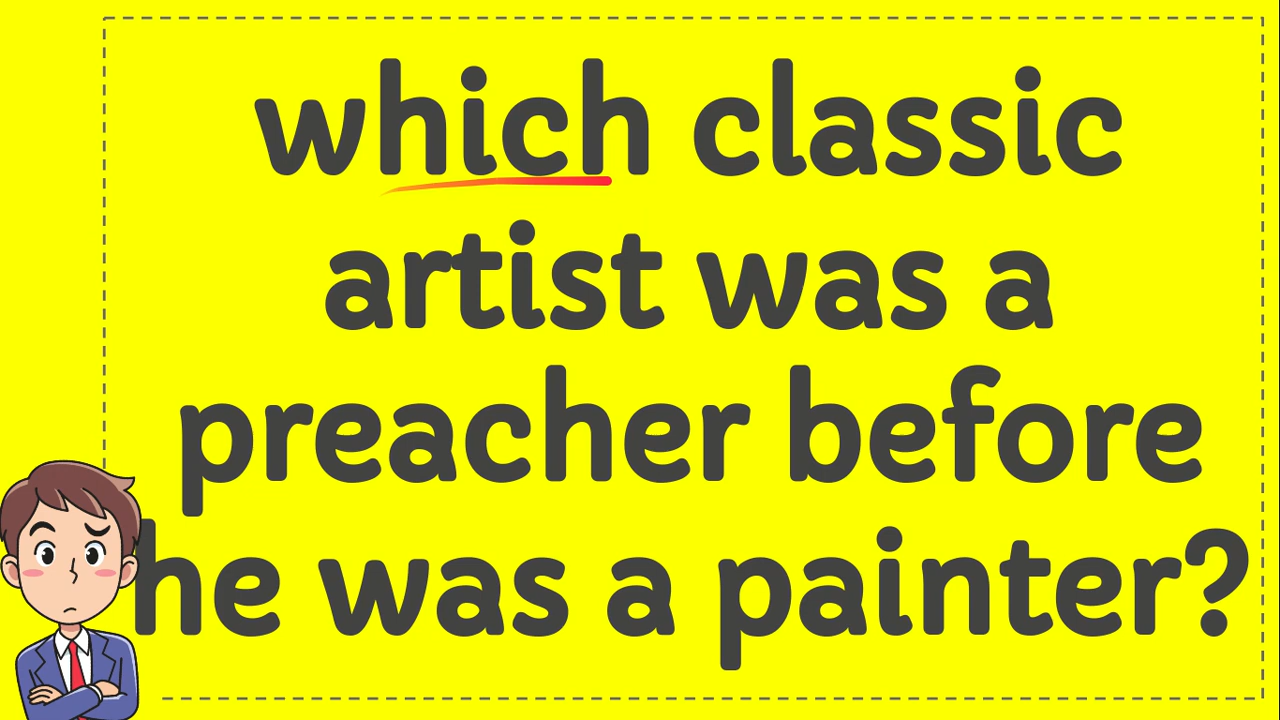 which classic
artist was a
preacher before
he was a painter?